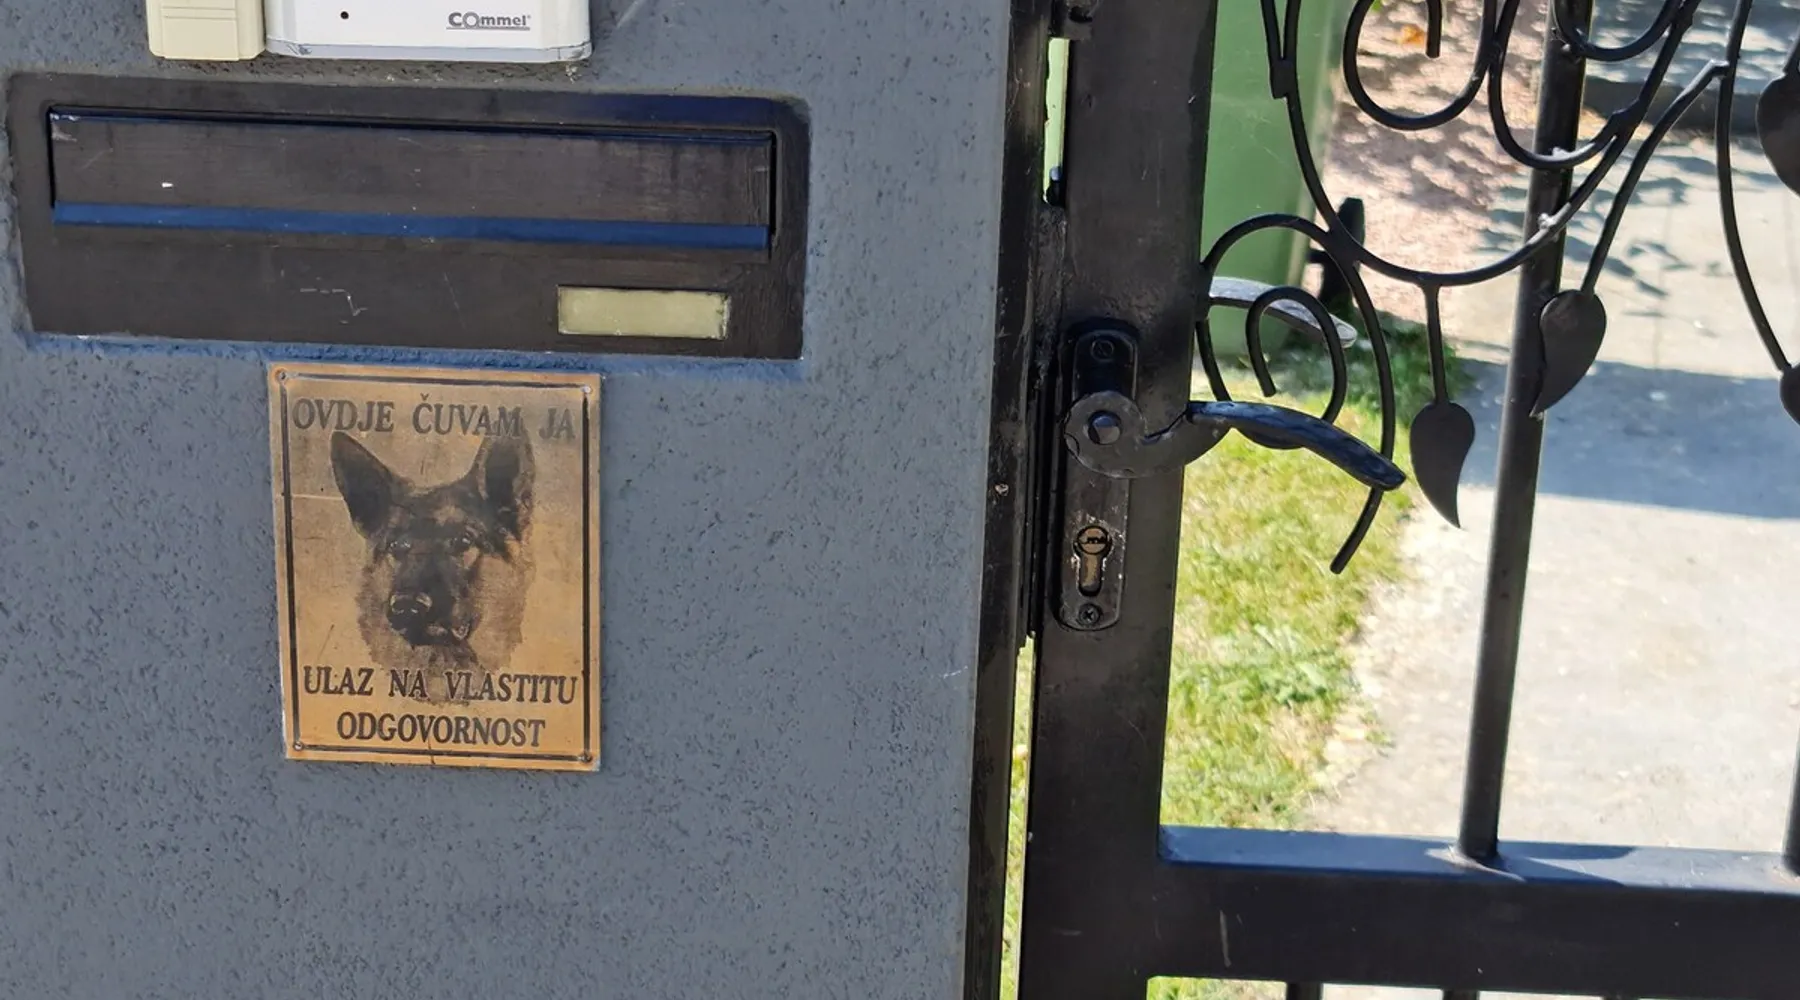 COmmel
OVDJE ČUVAM JA
ULAZ NA VLASTITU
ODGOVORNOST